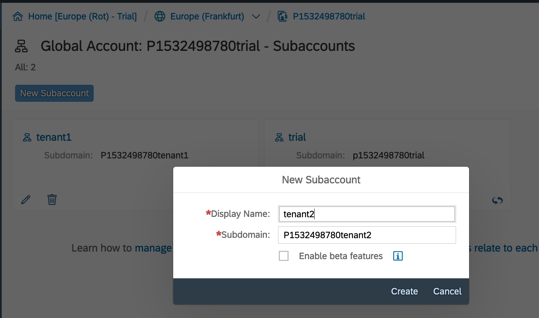 Home [Europe (Rot) - Trial] / Europe (Frankfurt) / P1532498780trial
Global Account: P1532498780trial - Subaccounts
All: 2
New Subaccount
tenant1
Subdomain: P1532498780tenant1
trial
Subdomain: p1532498780trial
New Subaccount
*Display Name: tenant2
*Subdomain: P1532498780tenant2
Enable beta features
Learn how to manage
s relate to each
Create Cancel